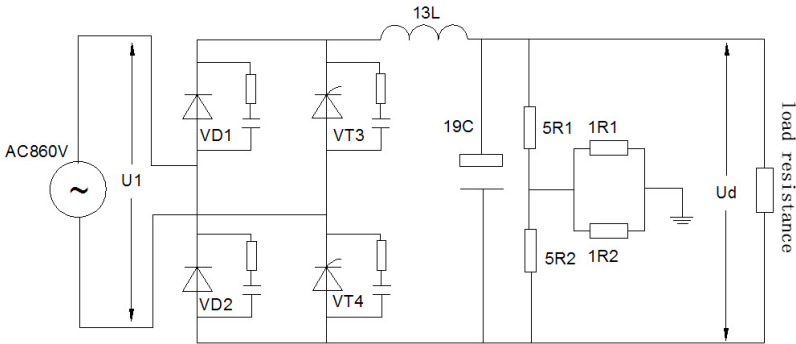 13L
VD1
VT3
19C
5R1
1R1
AC860V
~
U1
Ud
load resistance
5R2
1R2
VD2
VT4